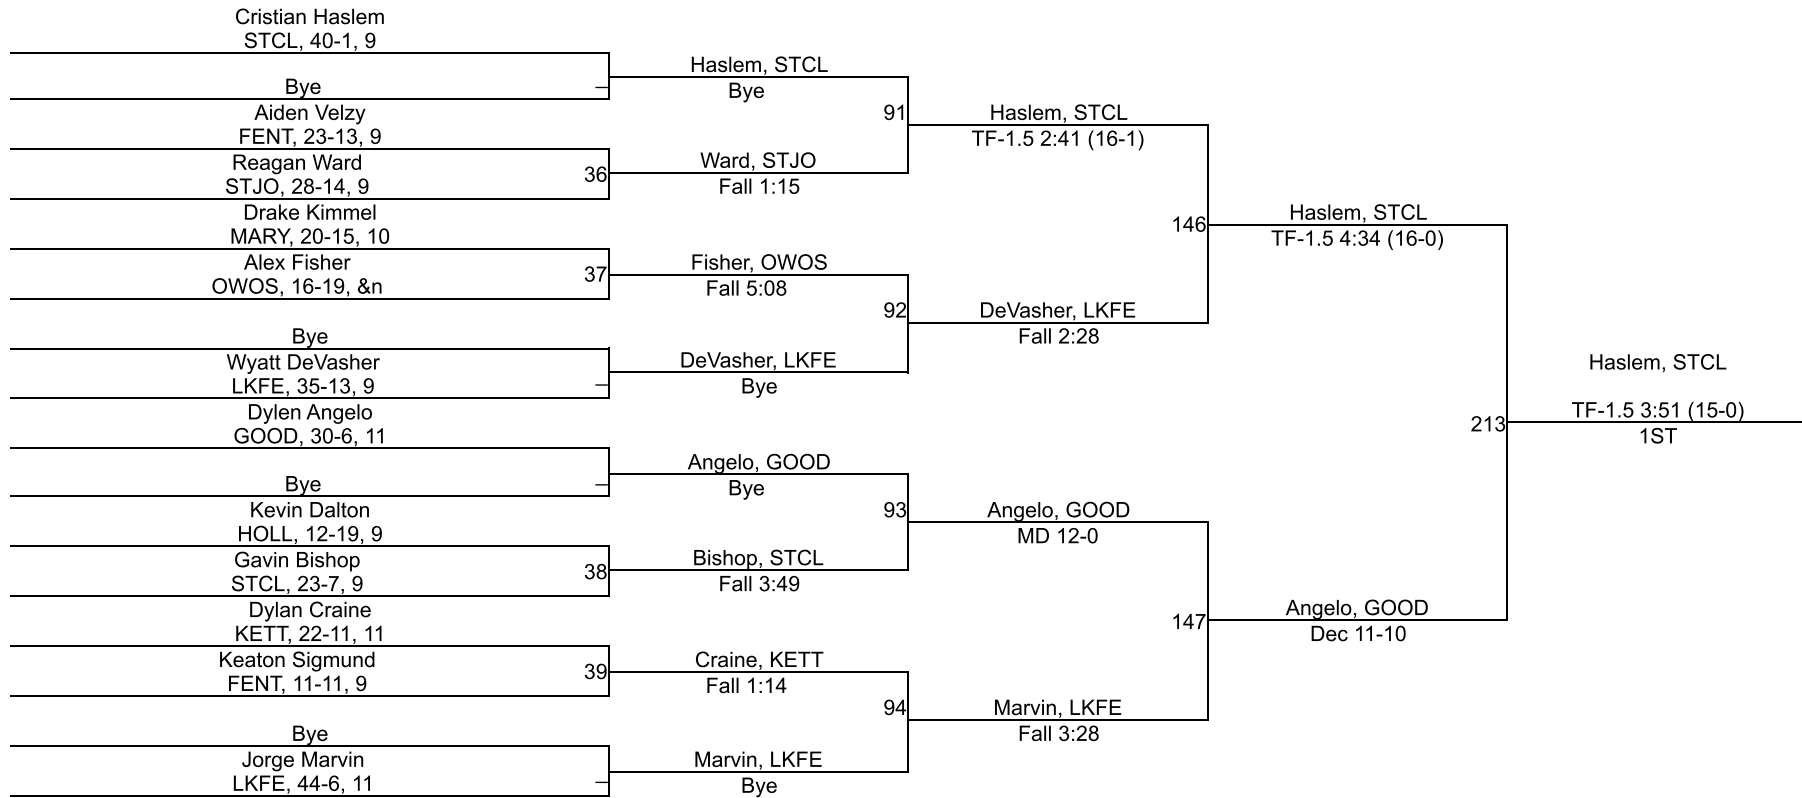 Cristian Haslem
STCL, 40-1, 9
Bye
Aiden Velzy
FENT, 23-13, 9
Reagan Ward
STJO, 28-14, 9
Drake Kimmel
MARY, 20-15, 10
Alex Fisher
OWOS, 16-19, &n
Bye
Wyatt DeVasher
LKFE, 35-13, 9
Dylen Angelo
GOOD, 30-6, 11
Bye
Kevin Dalton
HOLL, 12-19, 9
Gavin Bishop
STCL, 23-7, 9
Dylan Craine
KETT, 22-11, 11
Keaton Sigmund
FENT, 11-11, 9
Bye
Jorge Marvin
LKFE, 44-6, 11
Haslem, STCL
Bye
36
Ward, STJO
Fall 1:15
37
Fisher, OWOS
Fall 5:08
DeVasher, LKFE
Bye
Angelo, GOOD
Bye
38
Bishop, STCL
Fall 3:49
39
Craine, KETT
Fall 1:14
Marvin, LKFE
Bye
91
Haslem, STCL
TF-1.5 2:41 (16-1)
92
DeVasher, LKFE
Fall 2:28
93
Angelo, GOOD
MD 12-0
94
Marvin, LKFE
Fall 3:28
146
Haslem, STCL
TF-1.5 4:34 (16-0)
147
Angelo, GOOD
Dec 11-10
213
Haslem, STCL
TF-1.5 3:51 (15-0)
1ST